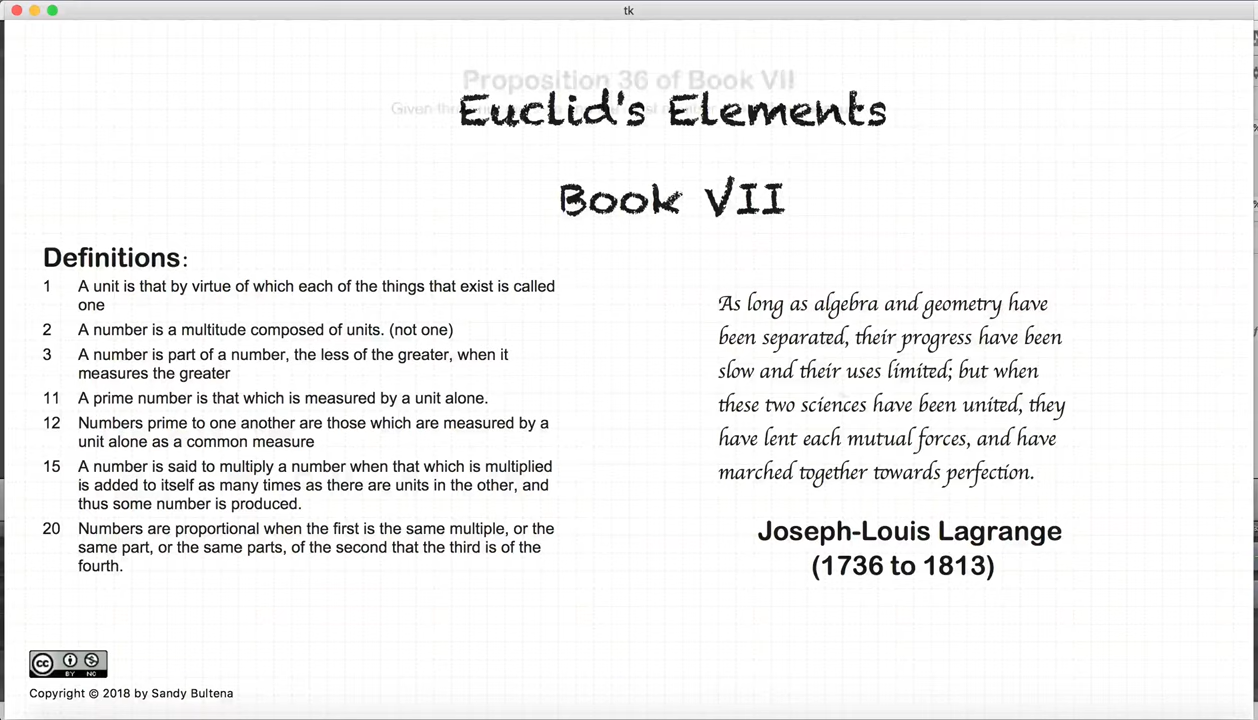 tk
Proposition 36 of Book VII
Given
Euclid's Elements
Book VII
Definitions:
1 A unit is that by virtue of which each of the things that exist is called
one
2 A number is a multitude composed of units. (not one)
3 A number is part of a number, the less of the greater, when it
measures the greater
11 A prime number is that which is measured by a unit alone.
12 Numbers prime to one another are those which are measured by a
unit alone as a common measure
15 A number is said to multiply a number when that which is multiplied
is added to itself as many times as there are units in the other, and
thus some number is produced.
20 Numbers are proportional when the first is the same multiple, or the
same part, or the same parts, of the second that the third is of the
fourth.
As long as algebra and geometry have
been separated, their progress have been
slow and their uses limited; but when
these two sciences have been united, they
have lent each mutual forces, and have
marched together towards perfection.
Joseph-Louis Lagrange
(1736 to 1813)
cc
BY NC
Copyright © 2018 by Sandy Bultena